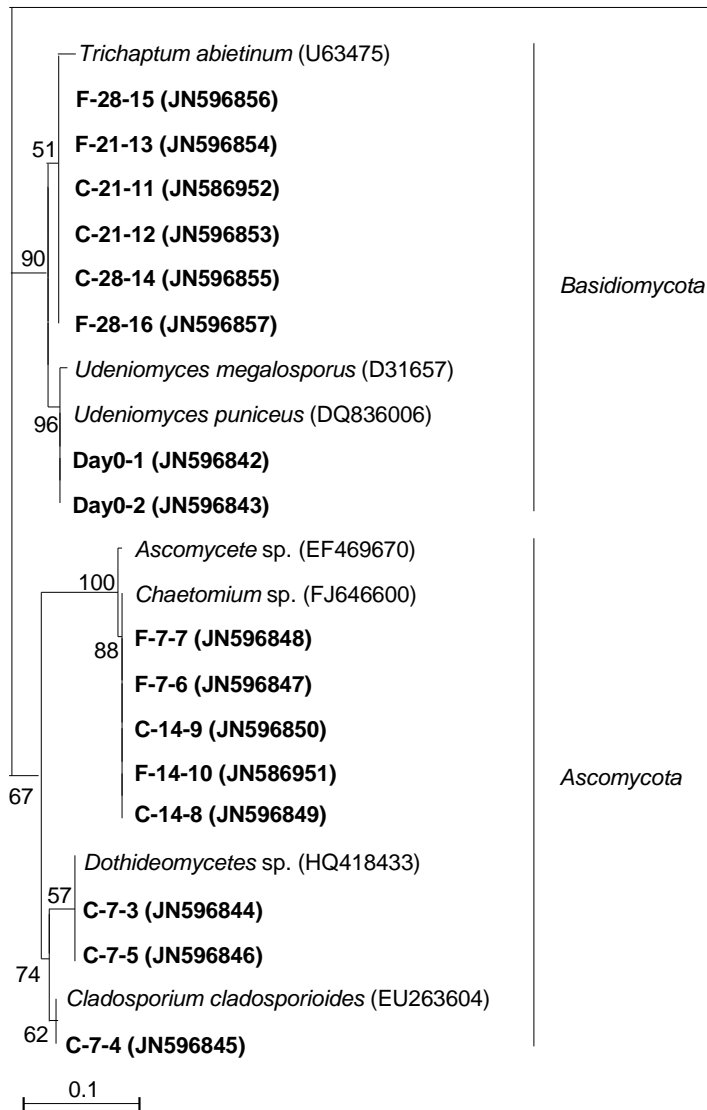 Trichaptum abietinum (U63475)
F-28-15 (JN596856)
51
F-21-13 (JN596854)
C-21-11 (JN586952)
C-21-12 (JN596853)
90
C-28-14 (JN596855)
Basidiomycota
F-28-16 (JN596857)
Udeniomyces megalosporus (D31657)
Udeniomyces puniceus (DQ836006)
96
Day0-1 (JN596842)
Day0-2 (JN596843)
Ascomycete sp. (EF469670)
100
Chaetomium sp. (FJ646600)
F-7-7 (JN596848)
88
F-7-6 (JN596847)
C-14-9 (JN596850)
F-14-10 (JN586951)
Ascomycota
67
C-14-8 (JN596849)
Dothideomycetes sp. (HQ418433)
57
C-7-3 (JN596844)
C-7-5 (JN596846)
74
Cladosporium cladosporioides (EU263604)
62
C-7-4 (JN596845)
0.1